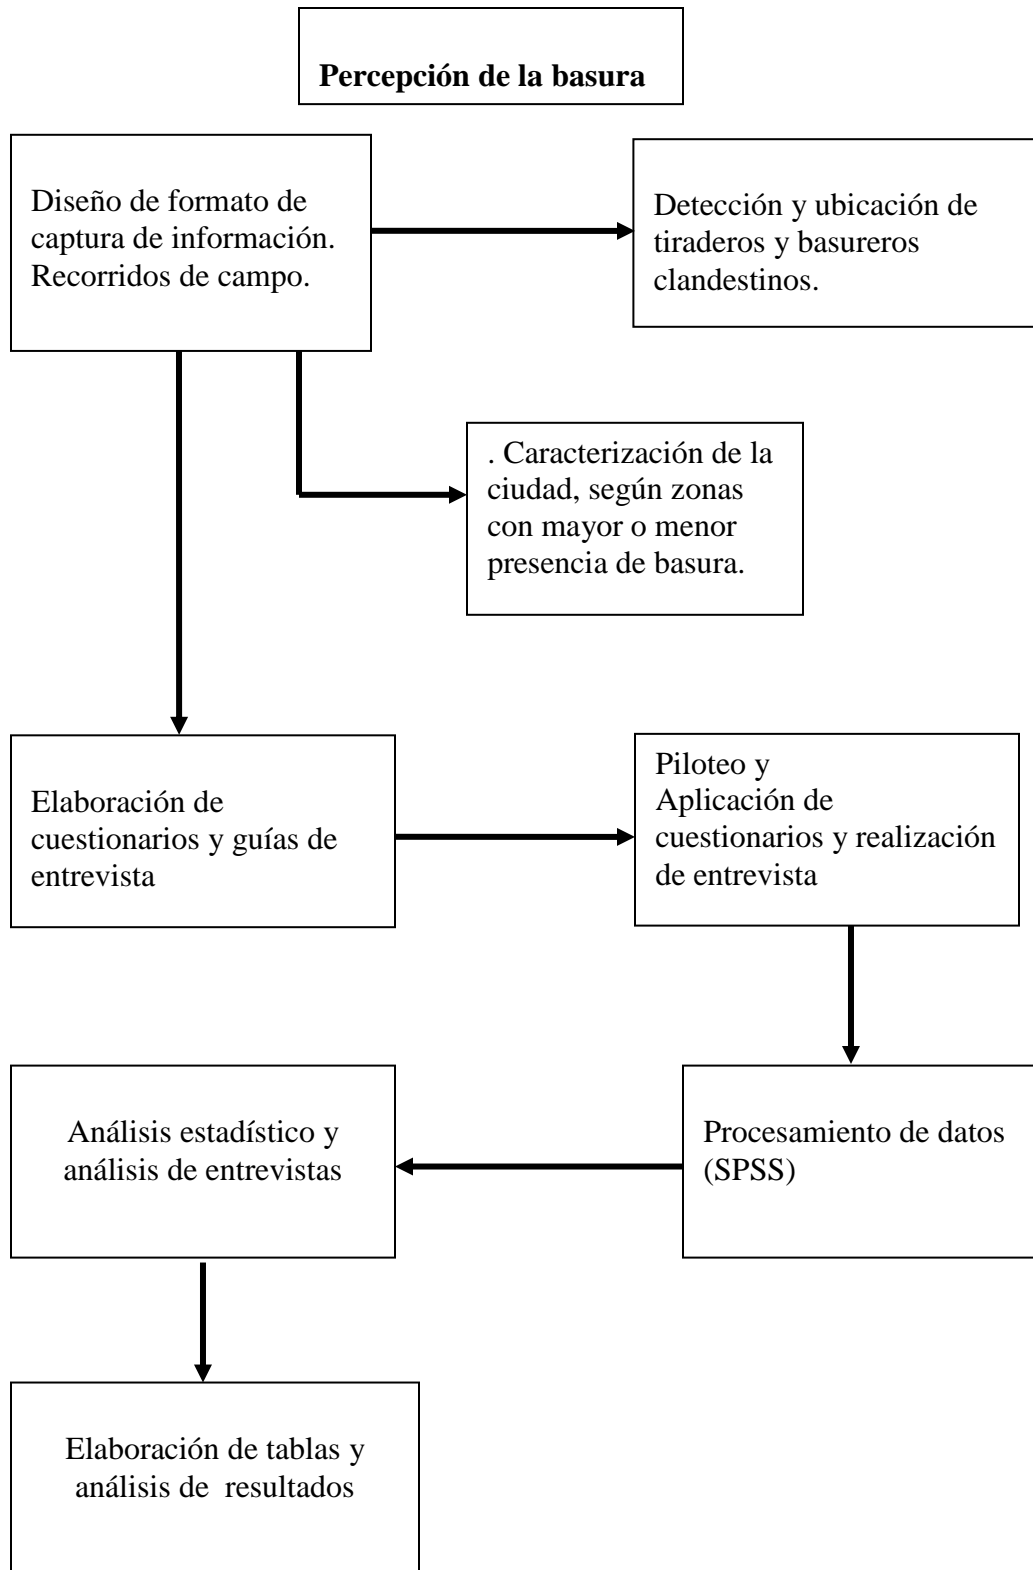 Percepción de la basura
Diseño de formato de
captura de información.
Recorridos de campo.
Detección y ubicación de
tiraderos y basureros
clandestinos.
. Caracterización de la
ciudad, según zonas
con mayor o menor
presencia de basura.
Elaboración de
cuestionarios y guías de
entrevista
Piloteo y
Aplicación de
cuestionarios y realización
de entrevista
Procesamiento de datos
(SPSS)
Análisis estadístico y
análisis de entrevistas
Elaboración de tablas y
análisis de  resultados